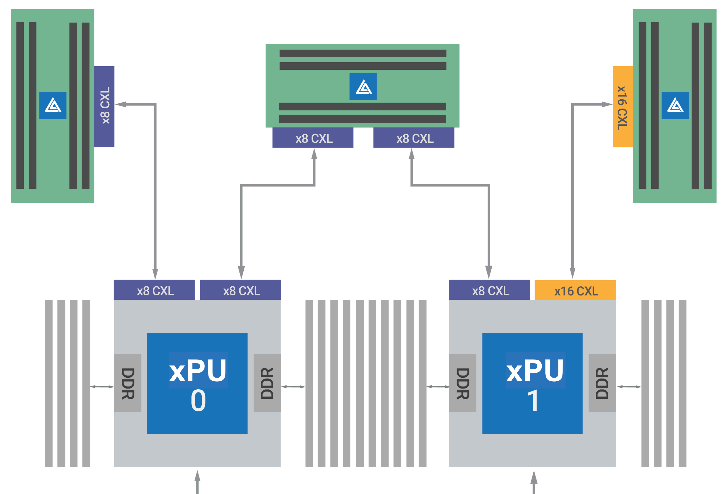 x8 CXL
x16 CXL
x8 CXL
x8 CXL
x8 CXL
x8 CXL
x8 CXL
x16 CXL
DDR
xPU
0
DDR
DDR
xPU
1
DDR